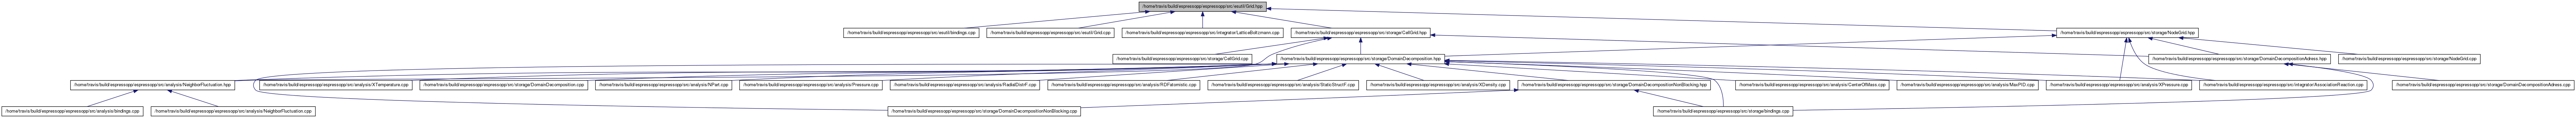 /home/travis/build/espressopp/espressopp/src/esutil/Grid.hpp
/home/travis/build/espressopp/espressopp/src/esutil/bindings.cpp
/home/travis/build/espressopp/espressopp/src/esutil/Grid.cpp
/home/travis/build/espressopp/espressopp/src/integrator/LatticeBoltzmann.cpp
/home/travis/build/espressopp/espressopp/src/storage/CellGrid.hpp
/home/travis/build/espressopp/espressopp/src/storage/NodeGrid.hpp
/home/travis/build/espressopp/espressopp/src/storage/CellGrid.cpp
/home/travis/build/espressopp/espressopp/src/storage/DomainDecomposition.hpp
/home/travis/build/espressopp/espressopp/src/storage/DomainDecompositionAdress.hpp
/home/travis/build/espressopp/espressopp/src/storage/NodeGrid.cpp
/home/travis/build/espressopp/espressopp/src/analysis/NeighborFluctuation.hpp
/home/travis/build/espressopp/espressopp/src/analysis/XTemperature.cpp
/home/travis/build/espressopp/espressopp/src/storage/DomainDecomposition.cpp
/home/travis/build/espressopp/espressopp/src/analysis/NPart.cpp
/home/travis/build/espressopp/espressopp/src/analysis/Pressure.cpp
/home/travis/build/espressopp/espressopp/src/analysis/RadialDistrF.cpp
/home/travis/build/espressopp/espressopp/src/analysis/RDFatomistic.cpp
/home/travis/build/espressopp/espressopp/src/analysis/StaticStructF.cpp
/home/travis/build/espressopp/espressopp/src/analysis/XDensity.cpp
/home/travis/build/espressopp/espressopp/src/storage/DomainDecompositionNonBlocking.hpp
/home/travis/build/espressopp/espressopp/src/analysis/CenterOfMass.cpp
/home/travis/build/espressopp/espressopp/src/analysis/MaxPID.cpp
/home/travis/build/espressopp/espressopp/src/analysis/XPressure.cpp
/home/travis/build/espressopp/espressopp/src/integrator/AssociationReaction.cpp
/home/travis/build/espressopp/espressopp/src/storage/DomainDecompositionAdress.cpp
/home/travis/build/espressopp/espressopp/src/analysis/bindings.cpp
/home/travis/build/espressopp/espressopp/src/analysis/NeighborFluctuation.cpp
/home/travis/build/espressopp/espressopp/src/storage/DomainDecompositionNonBlocking.cpp
/home/travis/build/espressopp/espressopp/src/storage/bindings.cpp